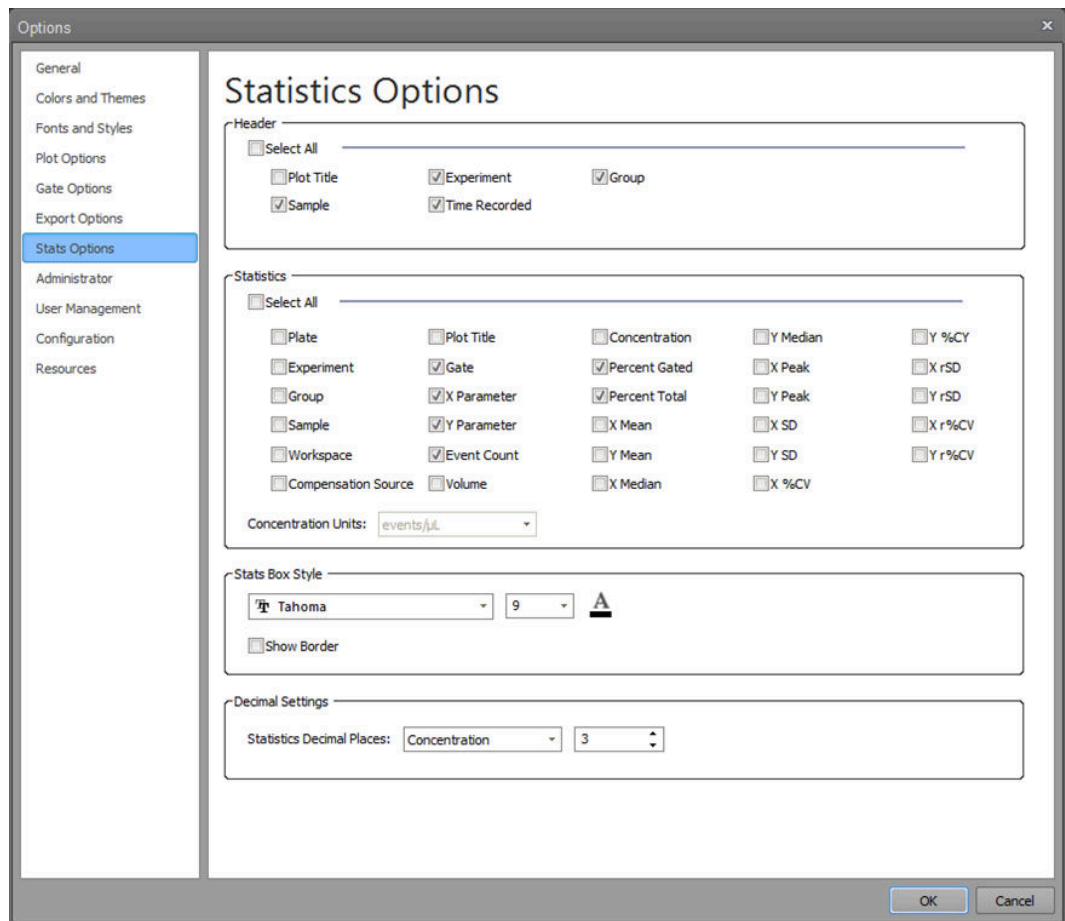 Options
General
Colors and Themes
Fonts and Styles
Plot Options
Gate Options
Export Options
Stats Options
Administrator
User Management
Configuration
Resources
Statistics Options
Header
Select All
Plot Title Experiment Group
Sample Time Recorded
Statistics
Select All
Plate Plot Title Concentration Y Median Y %CY
Experiment Gate Percent Gated X Peak X rSD
Group X Parameter Percent Total Y Peak Y rSD
Sample Y Parameter X Mean X SD X r%CV
Workspace Event Count Y Mean Y SD Y r%CV
Compensation Source Volume X Median X %CV
Concentration Units: events/µL
Stats Box Style
Tahoma 9 A
Show Border
Decimal Settings
Statistics Decimal Places: Concentration 3
OK Cancel